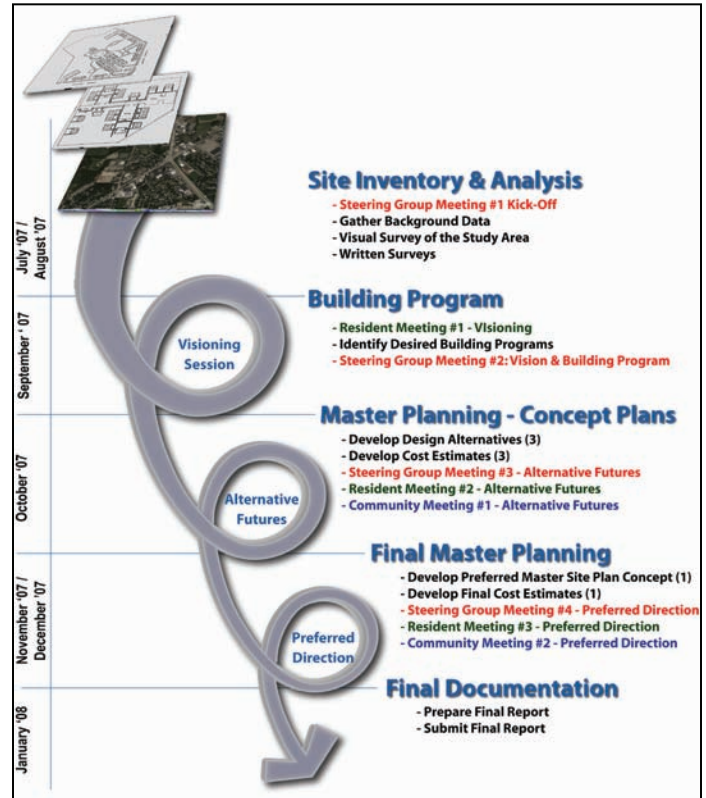 July '07 /
August '07
Site Inventory & Analysis
- Steering Group Meeting #1 Kick-Off
- Gather Background Data
- Visual Survey of the Study Area
- Written Surveys
September ' 07
Visioning
Session
Building Program
- Resident Meeting #1 - VIsioning
- Identify Desired Building Programs
- Steering Group Meeting #2: Vision & Building Program
October '07
Alternative
Futures
Master Planning - Concept Plans
- Develop Design Alternatives (3)
- Develop Cost Estimates (3)
- Steering Group Meeting #3 - Alternative Futures
- Resident Meeting #2 - Alternative Futures
- Community Meeting #1 - Alternative Futures
November '07 /
December '07
Preferred
Direction
Final Master Planning
- Develop Preferred Master Site Plan Concept (1)
- Develop Final Cost Estimates (1)
- Steering Group Meeting #4 - Preferred Direction
- Resident Meeting #3 - Preferred Direction
- Community Meeting #2 - Preferred Direction
January '08
Final Documentation
- Prepare Final Report
- Submit Final Report